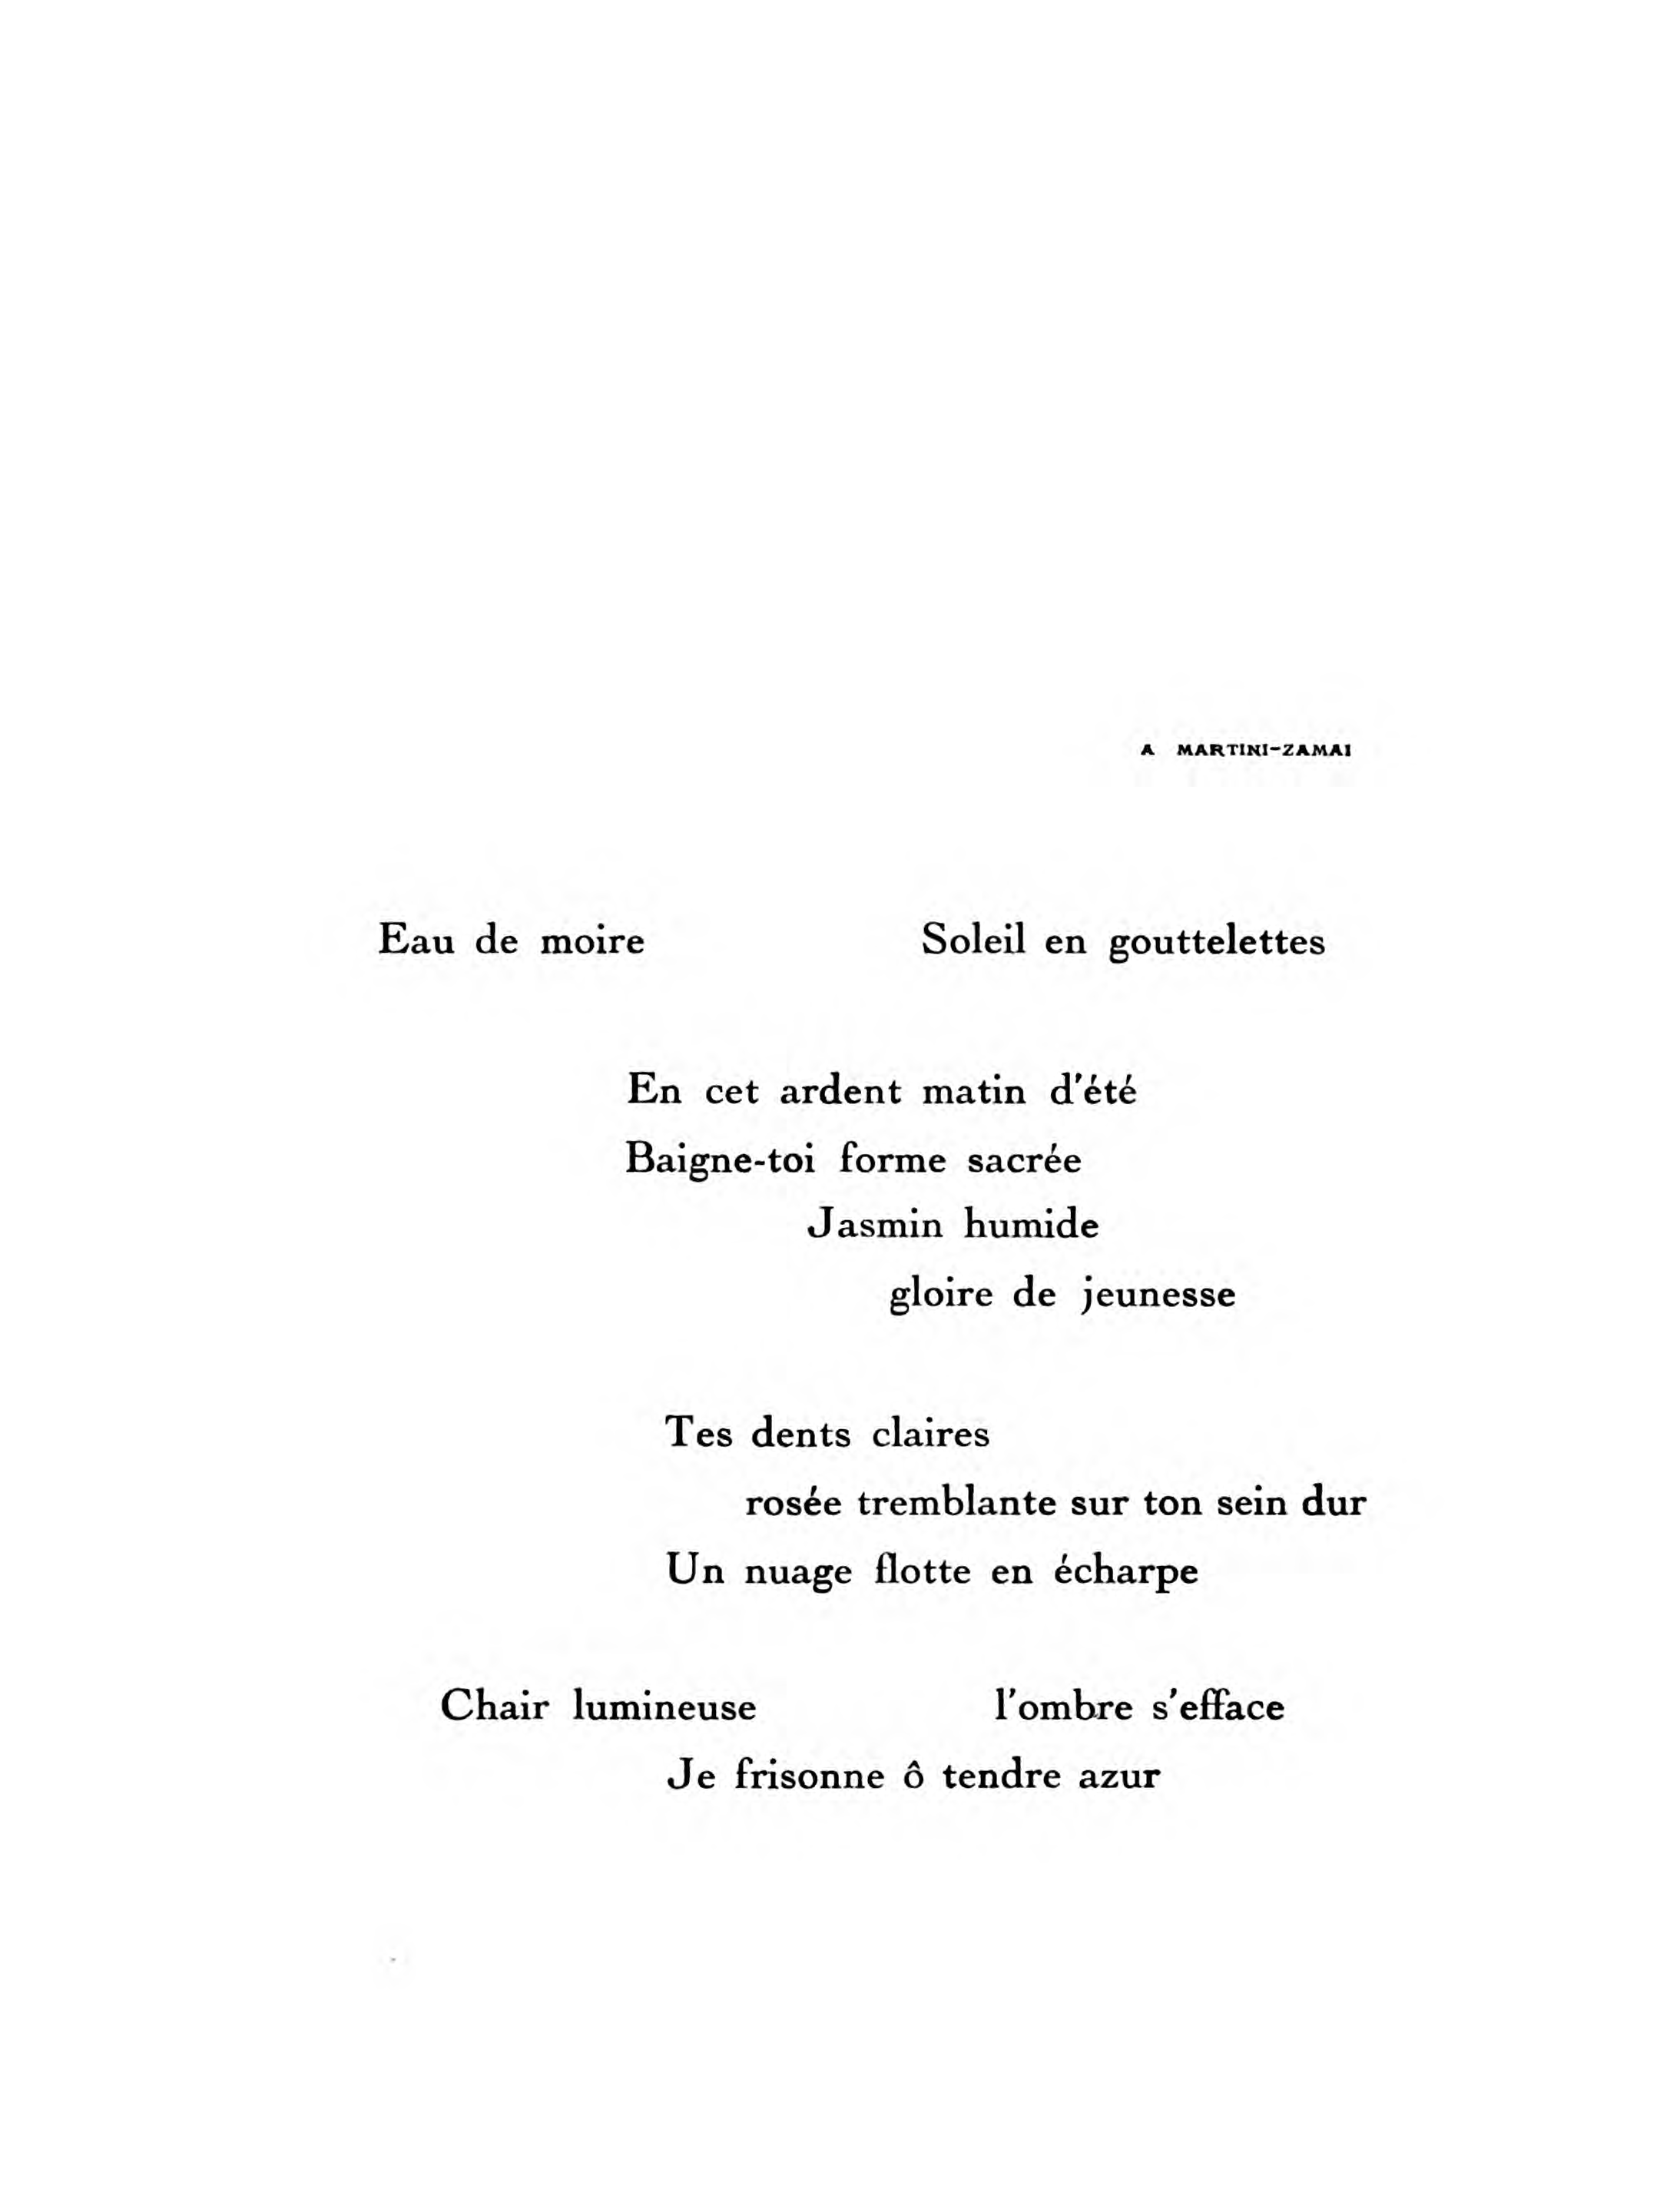 A MARTINI-ZAMAI
Eau de moire Soleil en gouttelettes
En cet ardent matin d'été
Baigne-toi forme sacrée
Jasmin humide
gloire de jeunesse
Tes dents claires
rosée tremblante sur ton sein dur
Un nuage flotte en écharpe
Chair lumineuse l'ombre s'efface
Je frisonne ô tendre azur